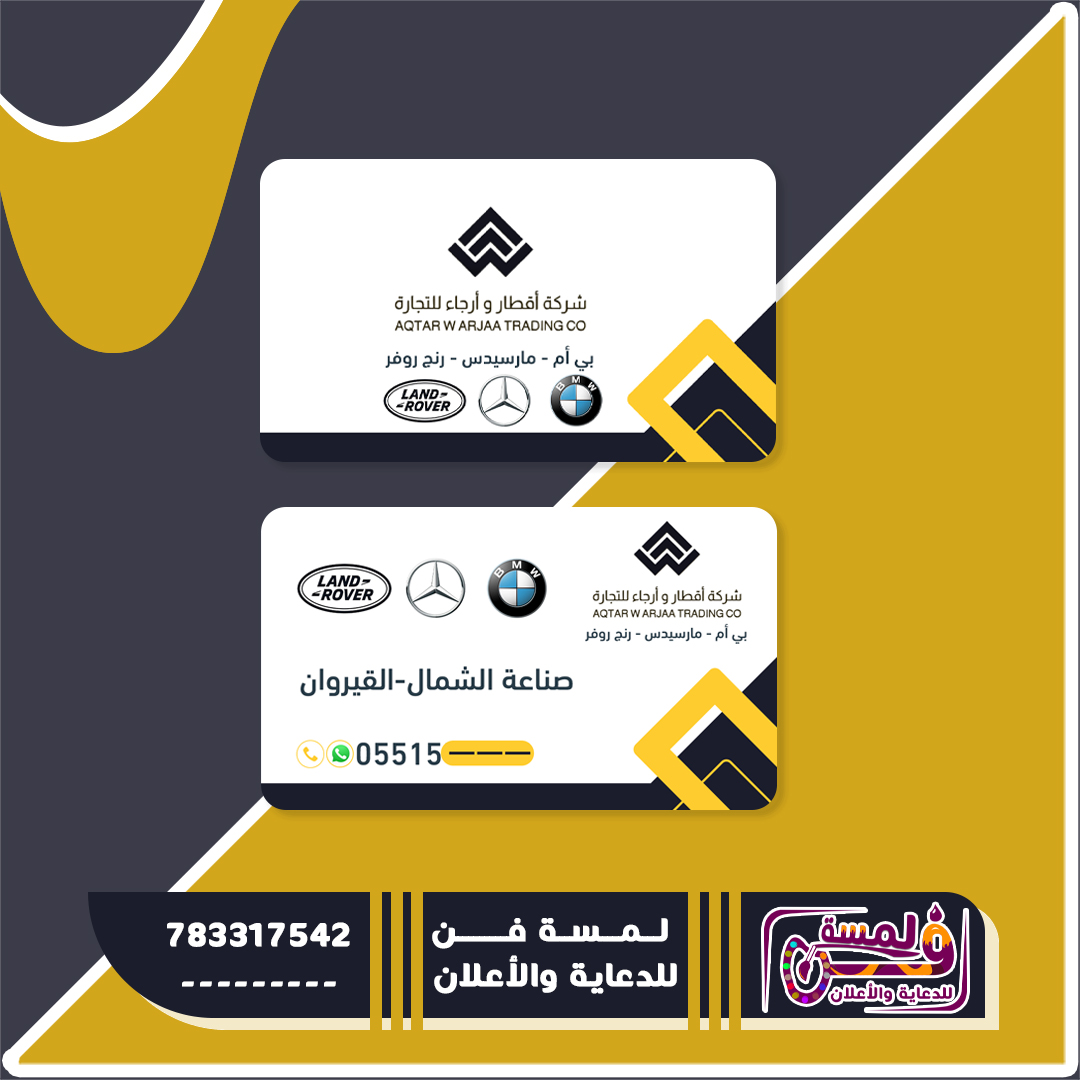 شركة أقطار و أرجاء للتجارة
AQTAR W ARJAA TRADING CO
بي أم - مارسيدس - رنج روفر
LAND-
-ROVER
BMW
LAND-
-ROVER
BMW
شركة أقطار و أرجاء للتجارة
AQTAR W ARJAA TRADING CO
بي أم - مارسيدس - رنج روفر
صناعة الشمال-القيروان
05515
783317542
لـمـسـة فـــن
للدعاية والأعلان
لمسة
فن
للدعاية والأعلان